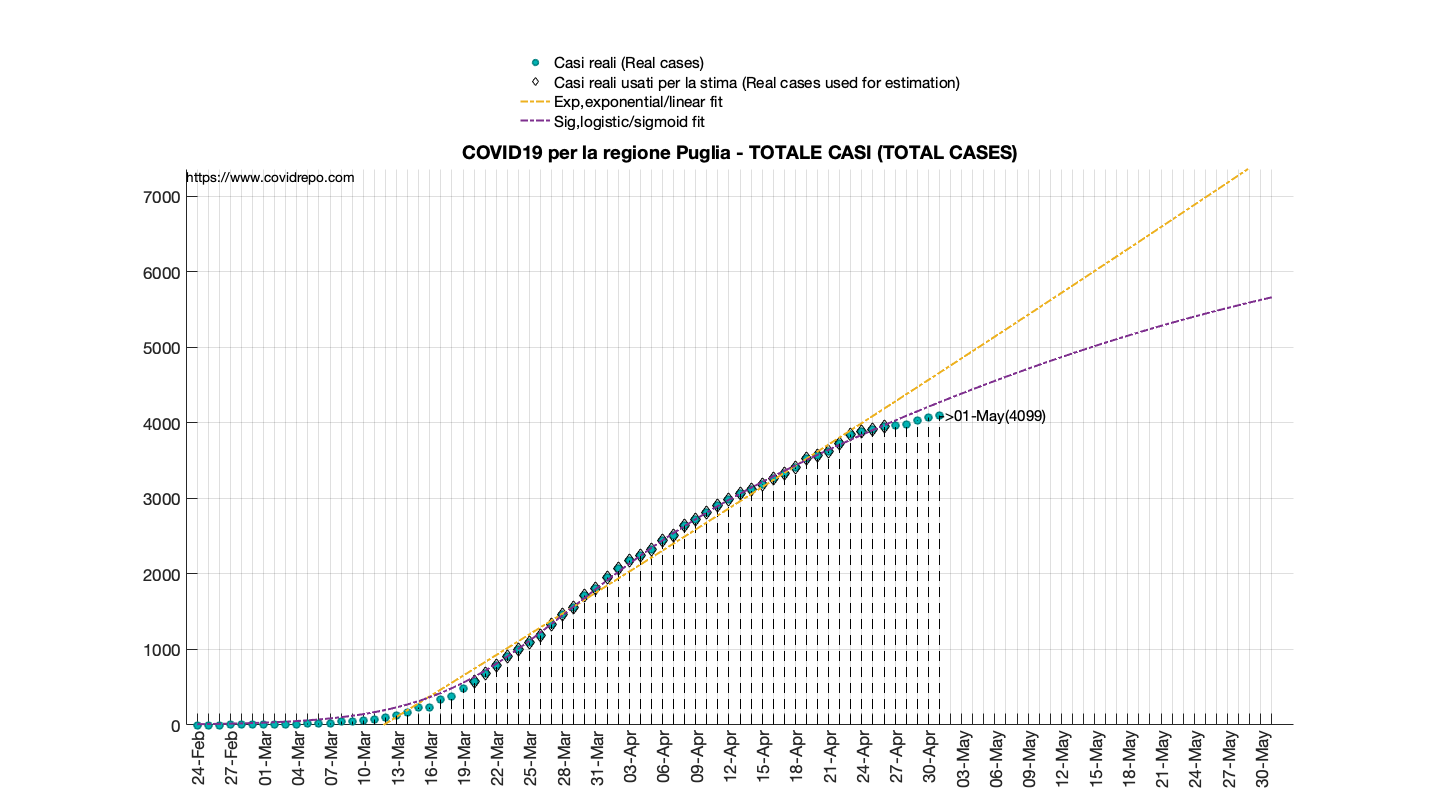 Casi reali (Real cases)
Casi reali usati per la stima (Real cases used for estimation)
Exp,exponential/linear fit
Sig,logistic/sigmoid fit
COVID19 per la regione Puglia - TOTALE CASI (TOTAL CASES)
https://www.covidrepo.com
7000
6000
5000
4000
3000
2000
1000
0
->01-May(4099)
24-Feb
27-Feb
01-Mar
04-Mar
07-Mar
10-Mar
13-Mar
16-Mar
19-Mar
22-Mar
25-Mar
28-Mar
31-Mar
03-Apr
06-Apr
09-Apr
12-Apr
15-Apr
18-Apr
21-Apr
24-Apr
27-Apr
30-Apr
03-May
06-May
09-May
12-May
15-May
18-May
21-May
24-May
27-May
30-May